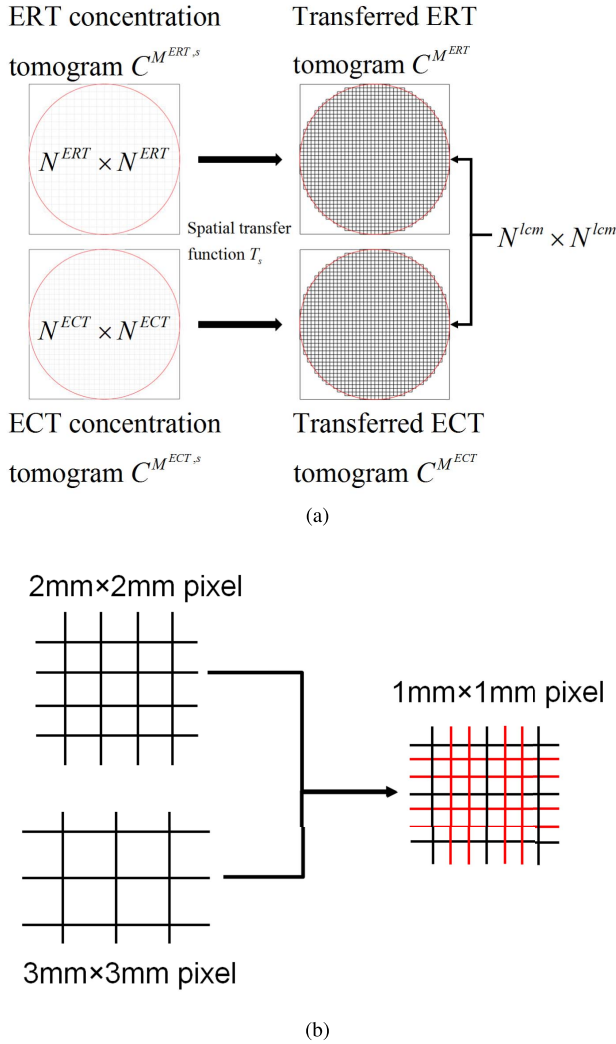 ERT concentration Transferred ERT
tomogram C^{M^{ERT,s}} tomogram C^{M^{ERT}}
N^{ERT} × N^{ERT}
Spatial transfer
function T_s
N^{lcm} × N^{lcm}
N^{ECT} × N^{ECT}
ECT concentration Transferred ECT
tomogram C^{M^{ECT,s}} tomogram C^{M^{ECT}}
(a)
2mm×2mm pixel
1mm×1mm pixel
3mm×3mm pixel
(b)